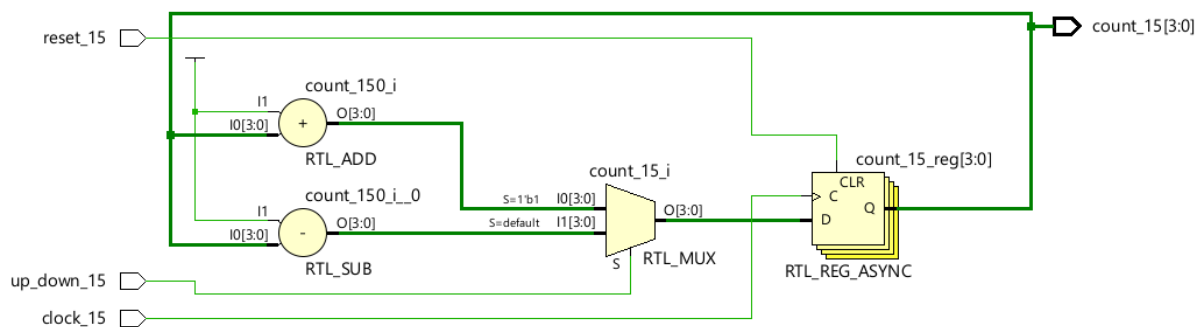 reset_15
count_15[3:0]
count_150_i
I1
O[3:0]
I0[3:0]
+
RTL_ADD
count_15_reg[3:0]
count_15_i
CLR
C
D
Q
RTL_REG_ASYNC
count_150_i__0
S=1'b1
I0[3:0]
O[3:0]
I1
O[3:0]
S=default
I1[3:0]
I0[3:0]
-
RTL_SUB
S
RTL_MUX
up_down_15
clock_15